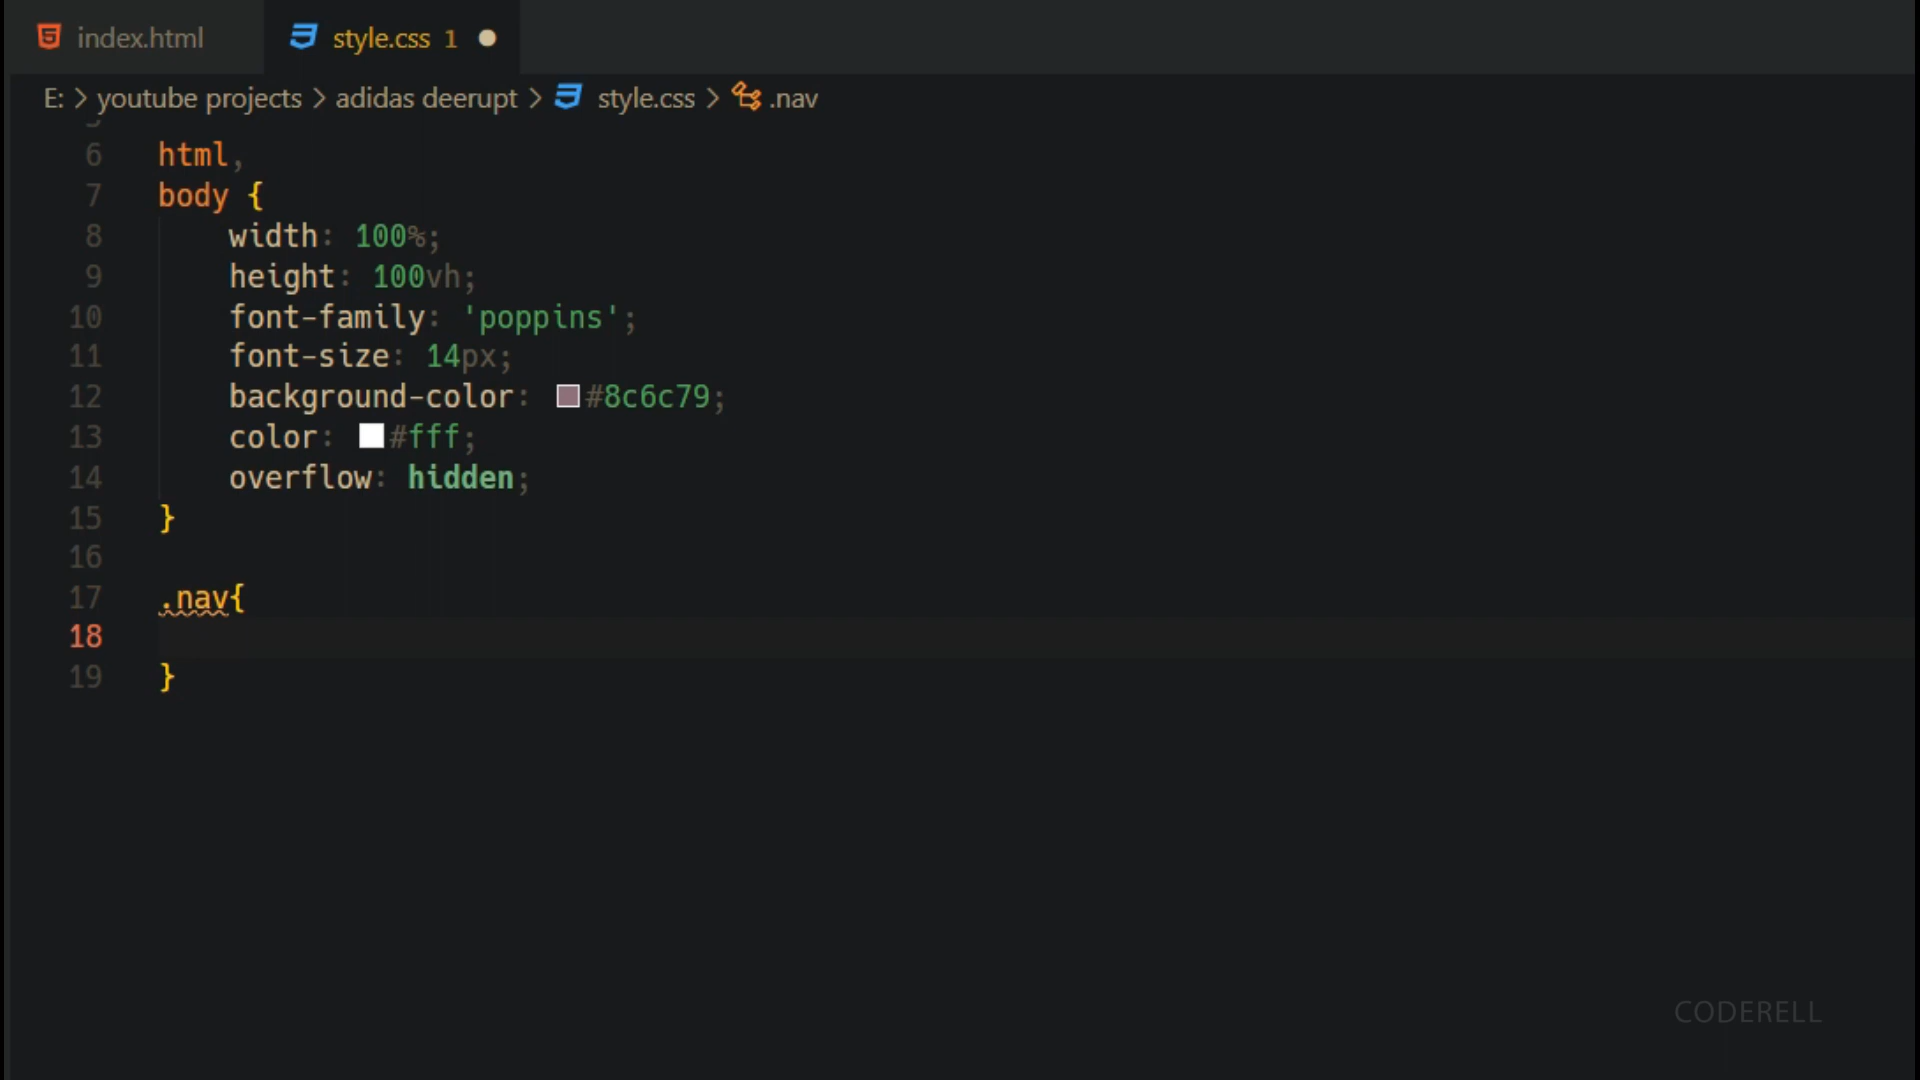 index.html style.css 1
E: > youtube projects > adidas deerupt > style.css > .nav
6 html,
7 body {
8 width: 100%;
9 height: 100vh;
10 font-family: 'poppins';
11 font-size: 14px;
12 background-color: #8c6c79;
13 color: #fff;
14 overflow: hidden;
15 }
16
17 .nav{
18
19 }
CODERELL